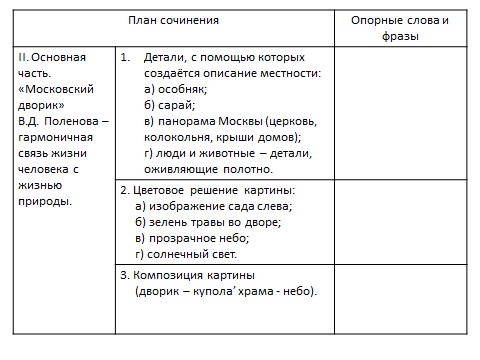 План сочинения
Опорные слова и
фразы
II. Основная
часть.
«Московский
дворик»
В.Д. Поленова –
гармоничная
связь жизни
человека с
жизнью
природы.
1. Детали, с помощью которых
создаётся описание местности:
а) особняк;
б) сарай;
в) панорама Москвы (церковь,
колокольня, крыши домов);
г) люди и животные – детали,
оживляющие полотно.
2. Цветовое решение картины:
а) изображение сада слева;
б) зелень травы во дворе;
в) прозрачное небо;
г) солнечный свет.
3. Композиция картины
(дворик – купола’ храма - небо).